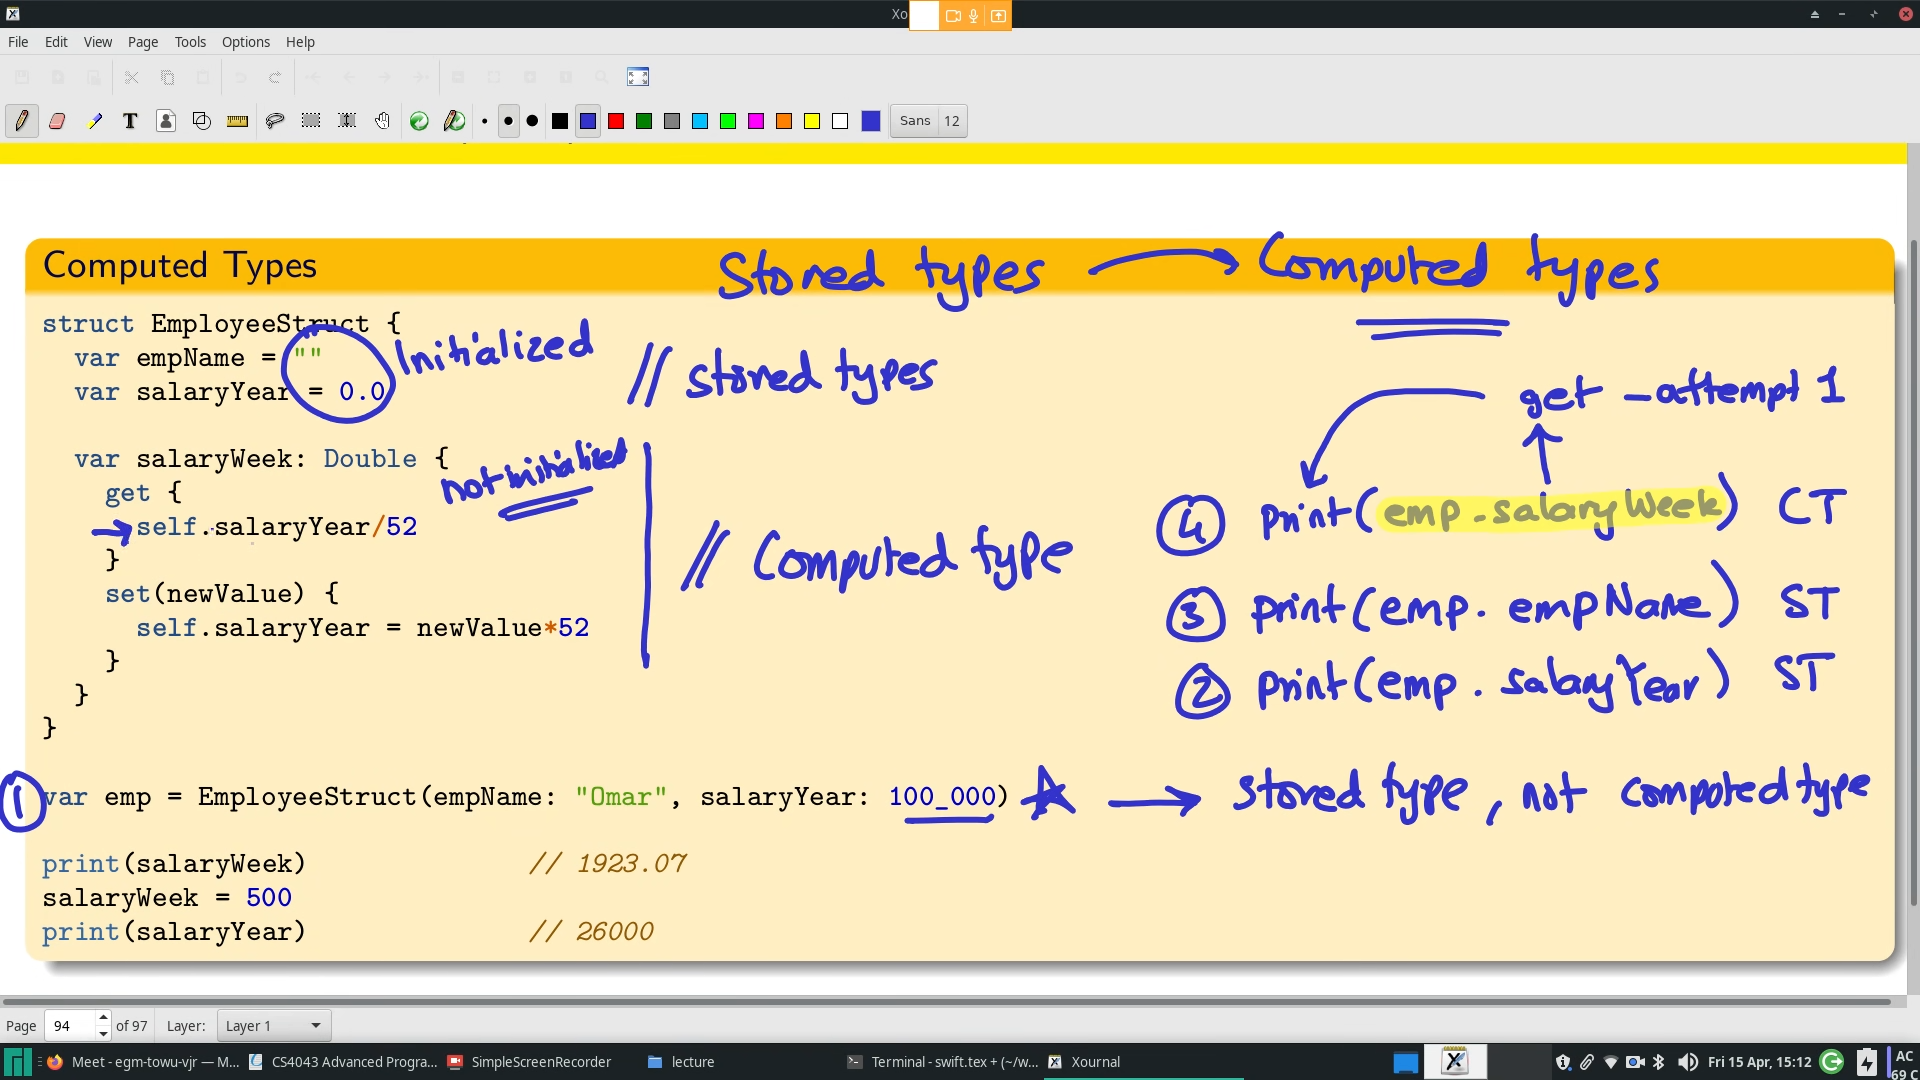 Xo
File Edit View Page Tools Options Help
T Sans 12
Computed Types
Stored types → Computed types
struct EmployeeStruct {
var empName = "" Initialized
var salaryYear = 0.0
// stored types
get - attempt 1
var salaryWeek: Double {
not initialized
get {
self.salaryYear/52
}
set(newValue) {
self.salaryYear = newValue*52
}
}
}
// Computed type
④ print(emp.salaryWeek) CT
③ print(emp.empName) ST
② print(emp.salaryYear) ST
① var emp = EmployeeStruct(empName: "Omar", salaryYear: 100_000) → stored type, not computed type
print(salaryWeek) // 1923.07
salaryWeek = 500
print(salaryYear) // 26000
Page 94 of 97 Layer: Layer 1
Meet - egm-towu-vjr — M... CS4043 Advanced Progra... SimpleScreenRecorder lecture Terminal - swift.tex + (~/w... Xournal Fri 15 Apr, 15:12 AC
69 C